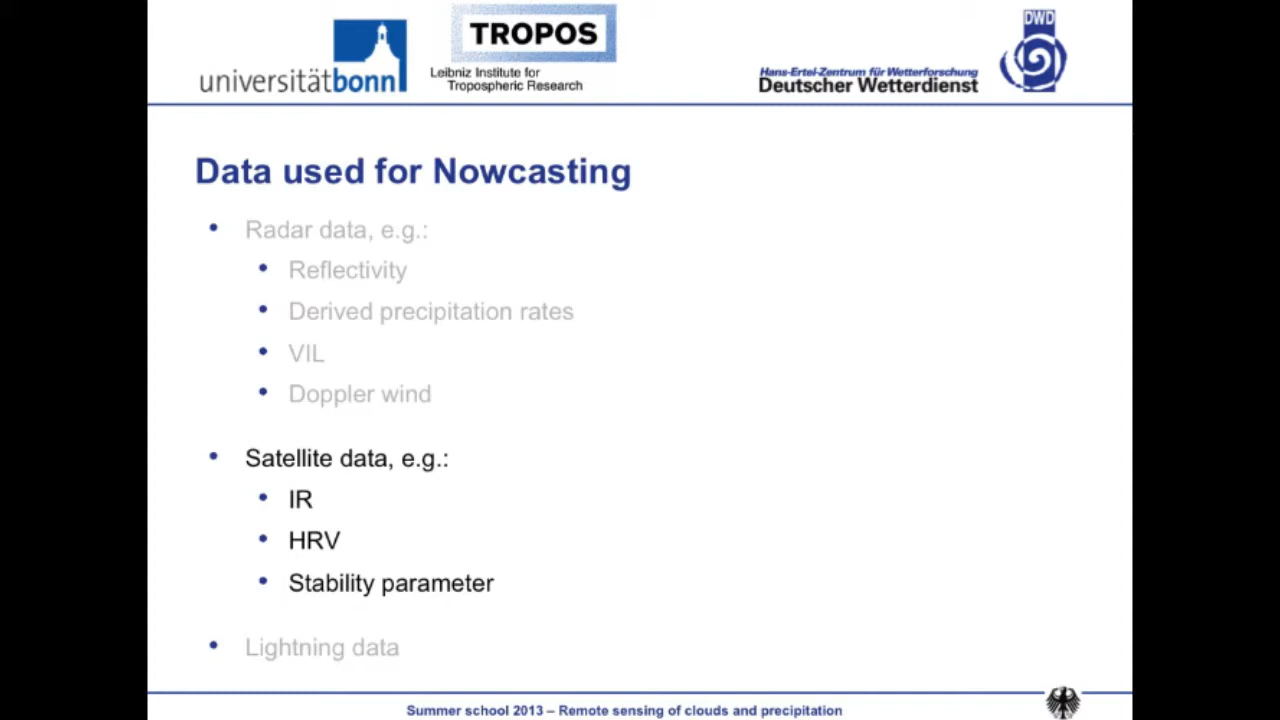 universitätbonn
TROPOS
Leibniz Institute for
Tropospheric Research
Hans-Ertel-Zentrum für Wetterforschung
Deutscher Wetterdienst
DWD
Data used for Nowcasting
• Radar data, e.g.:
• Reflectivity
• Derived precipitation rates
• VIL
• Doppler wind
• Satellite data, e.g.:
• IR
• HRV
• Stability parameter
• Lightning data
Summer school 2013 – Remote sensing of clouds and precipitation